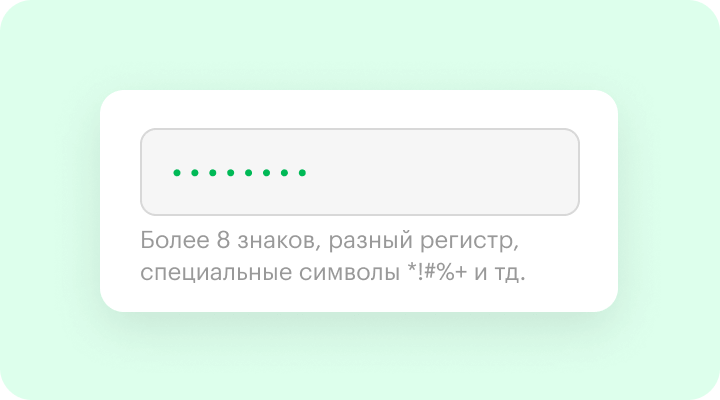 ••••••••
Более 8 знаков, разный регистр,
специальные символы *!#%+ и тд.